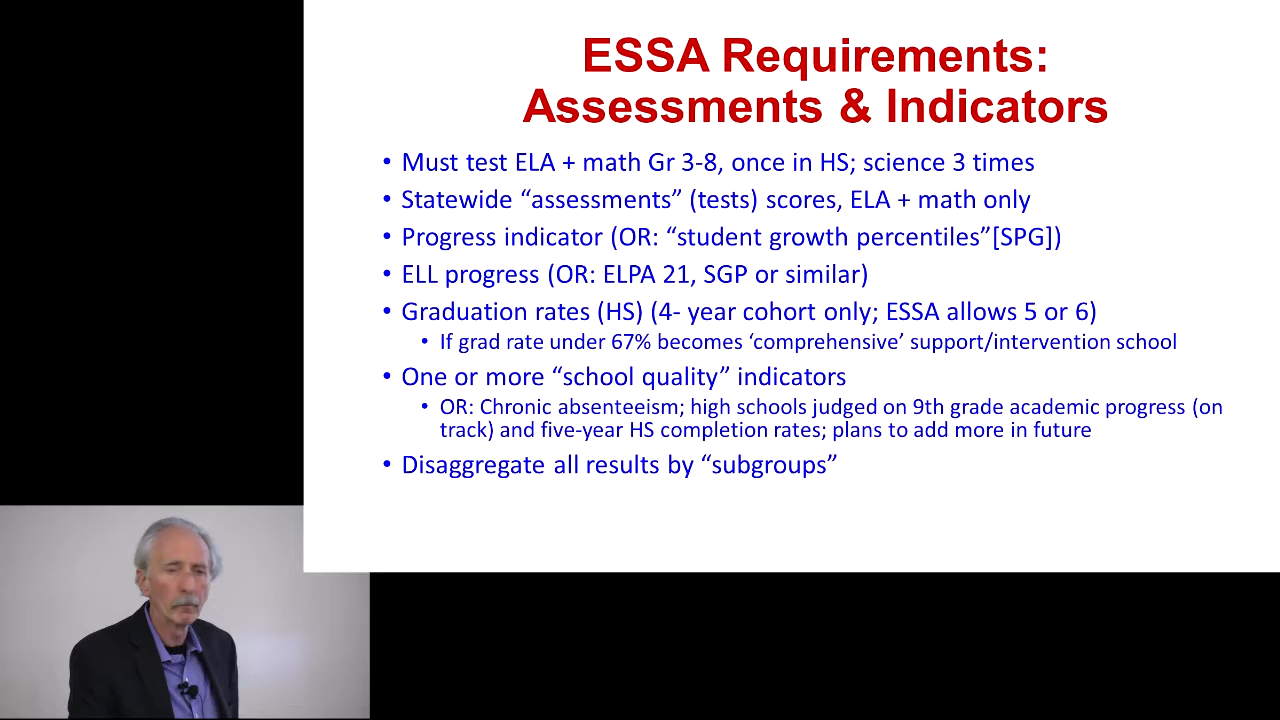 ESSA Requirements:
Assessments & Indicators
• Must test ELA + math Gr 3-8, once in HS; science 3 times
• Statewide “assessments” (tests) scores, ELA + math only
• Progress indicator (OR: “student growth percentiles”[SPG])
• ELL progress (OR: ELPA 21, SGP or similar)
• Graduation rates (HS) (4- year cohort only; ESSA allows 5 or 6)
• If grad rate under 67% becomes ‘comprehensive’ support/intervention school
• One or more “school quality” indicators
• OR: Chronic absenteeism; high schools judged on 9th grade academic progress (on
track) and five-year HS completion rates; plans to add more in future
• Disaggregate all results by “subgroups”